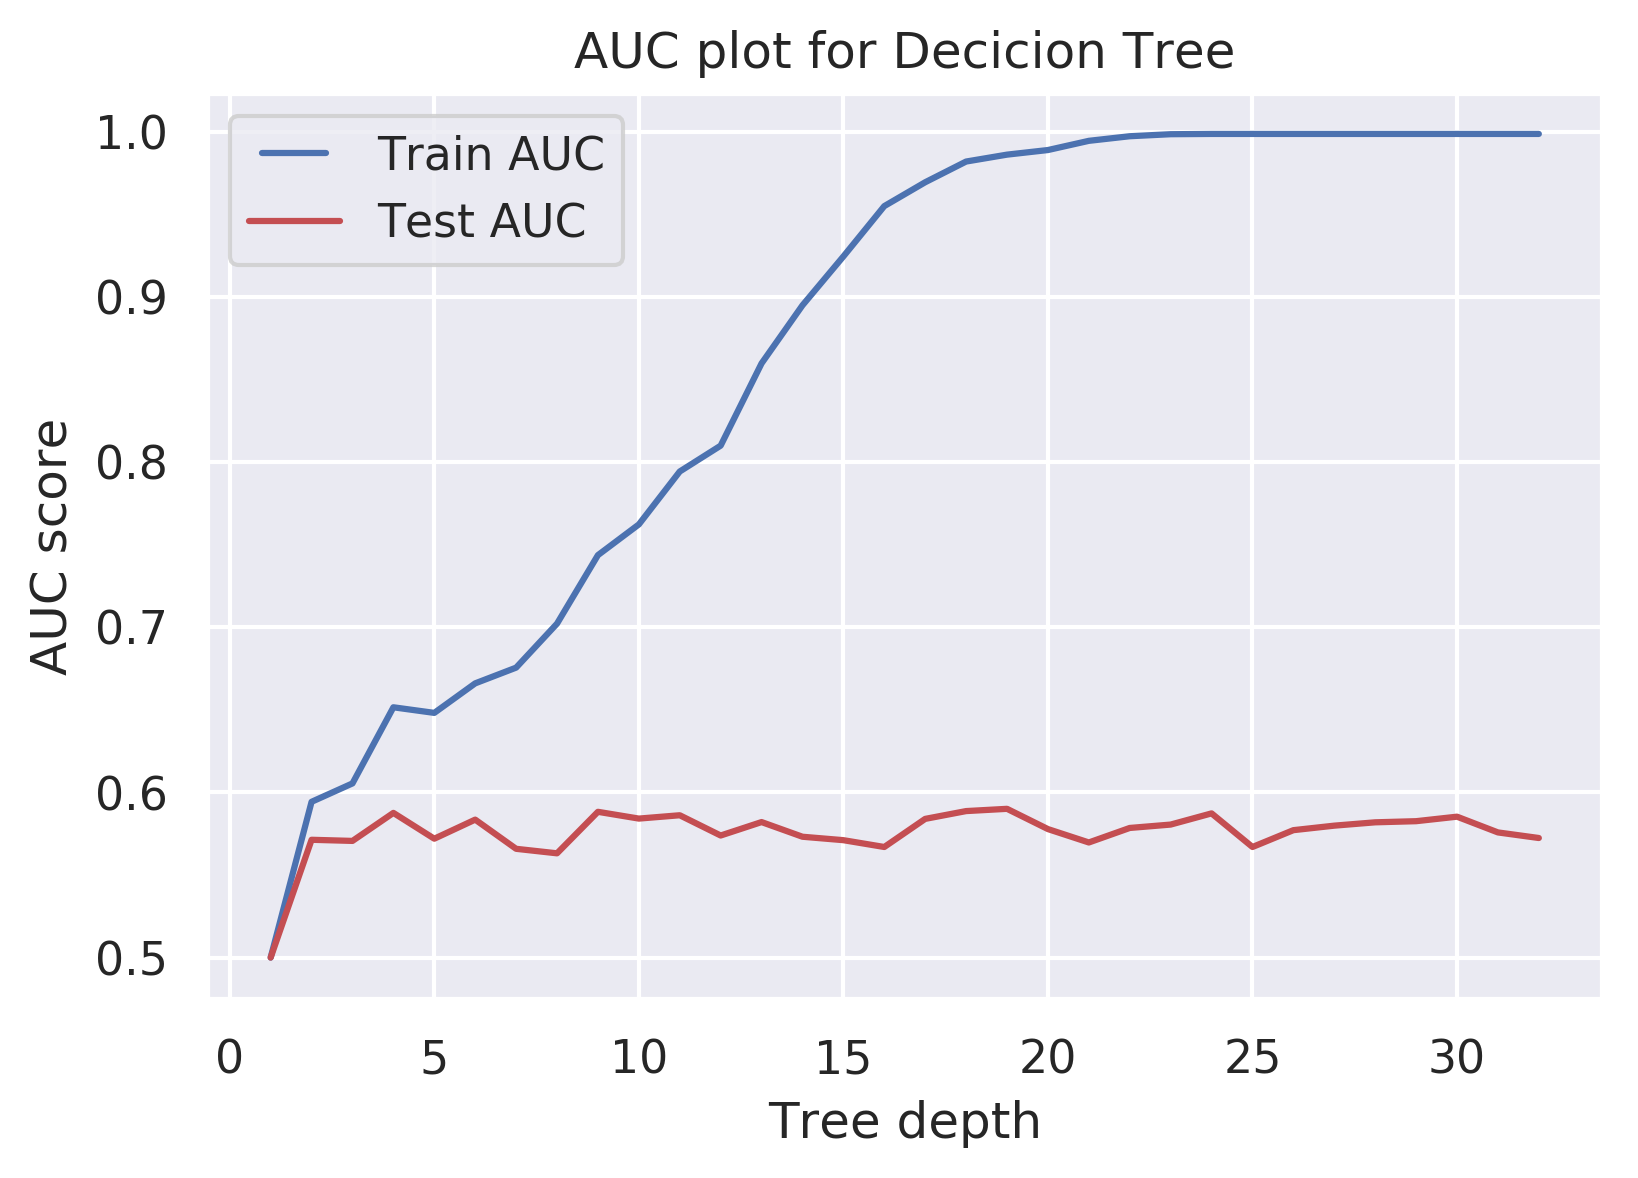 AUC plot for Decicion Tree
1.0
0.9
0.8
0.7
0.6
0.5
Train AUC
Test AUC
AUC score
0 5 10 15 20 25 30
Tree depth